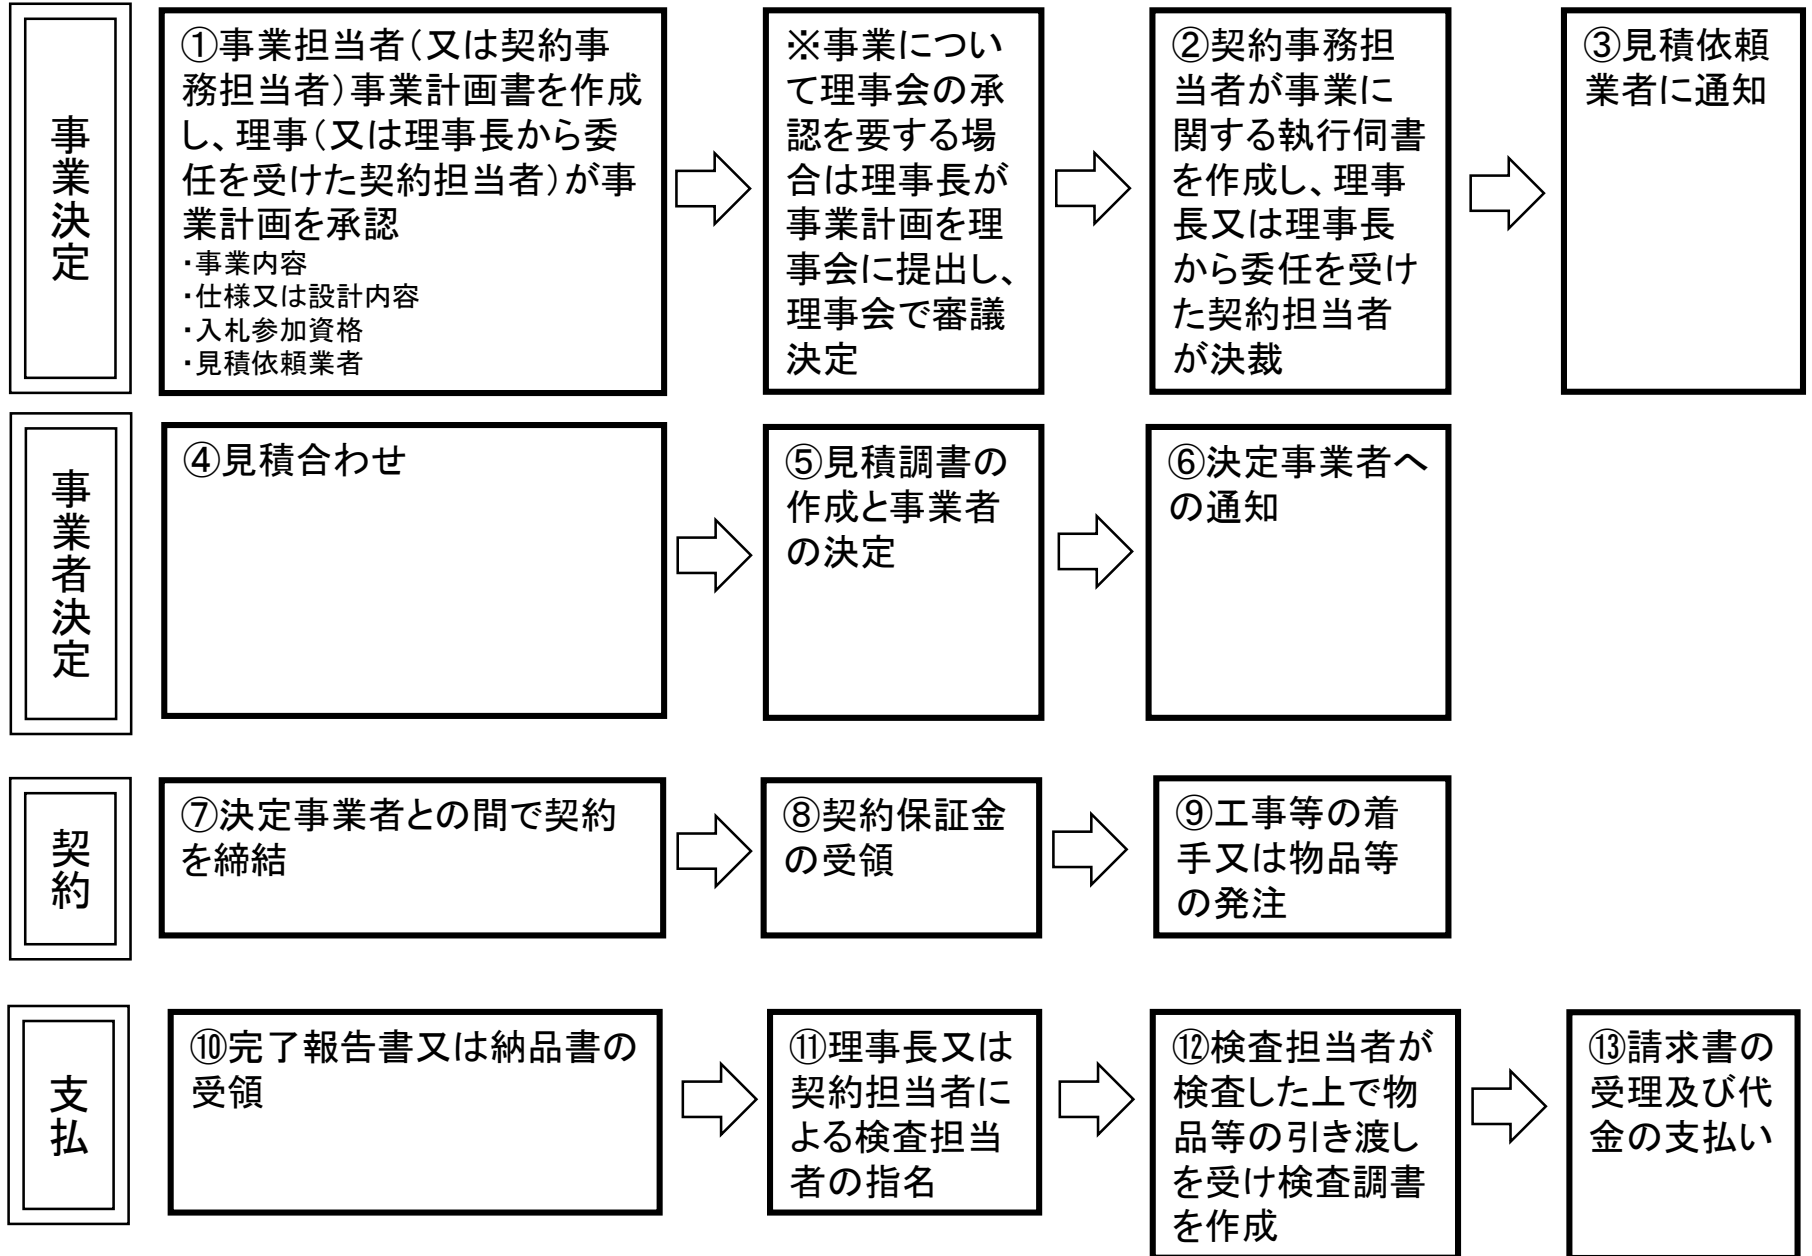 事業決定
①事業担当者(又は契約事
務担当者)事業計画書を作成
し、理事(又は理事長から委
任を受けた契約担当者)が事
業計画を承認
・事業内容
・仕様又は設計内容
・入札参加資格
・見積依頼業者
※事業につい
て理事会の承
認を要する場
合は理事長が
事業計画を理
事会に提出し、
理事会で審議
決定
②契約事務担
当者が事業に
関する執行伺書
を作成し、理事
長又は理事長
から委任を受け
た契約担当者
が決裁
③見積依頼
業者に通知
事業者決定
④見積合わせ
⑤見積調書の
作成と事業者
の決定
⑥決定事業者へ
の通知
契約
⑦決定事業者との間で契約
を締結
⑧契約保証金
の受領
⑨工事等の着
手又は物品等
の発注
支払
⑩完了報告書又は納品書の
受領
⑪理事長又は
契約担当者に
よる検査担当
者の指名
⑫検査担当者が
検査した上で物
品等の引き渡し
を受け検査調書
を作成
⑬請求書の
受理及び代
金の支払い